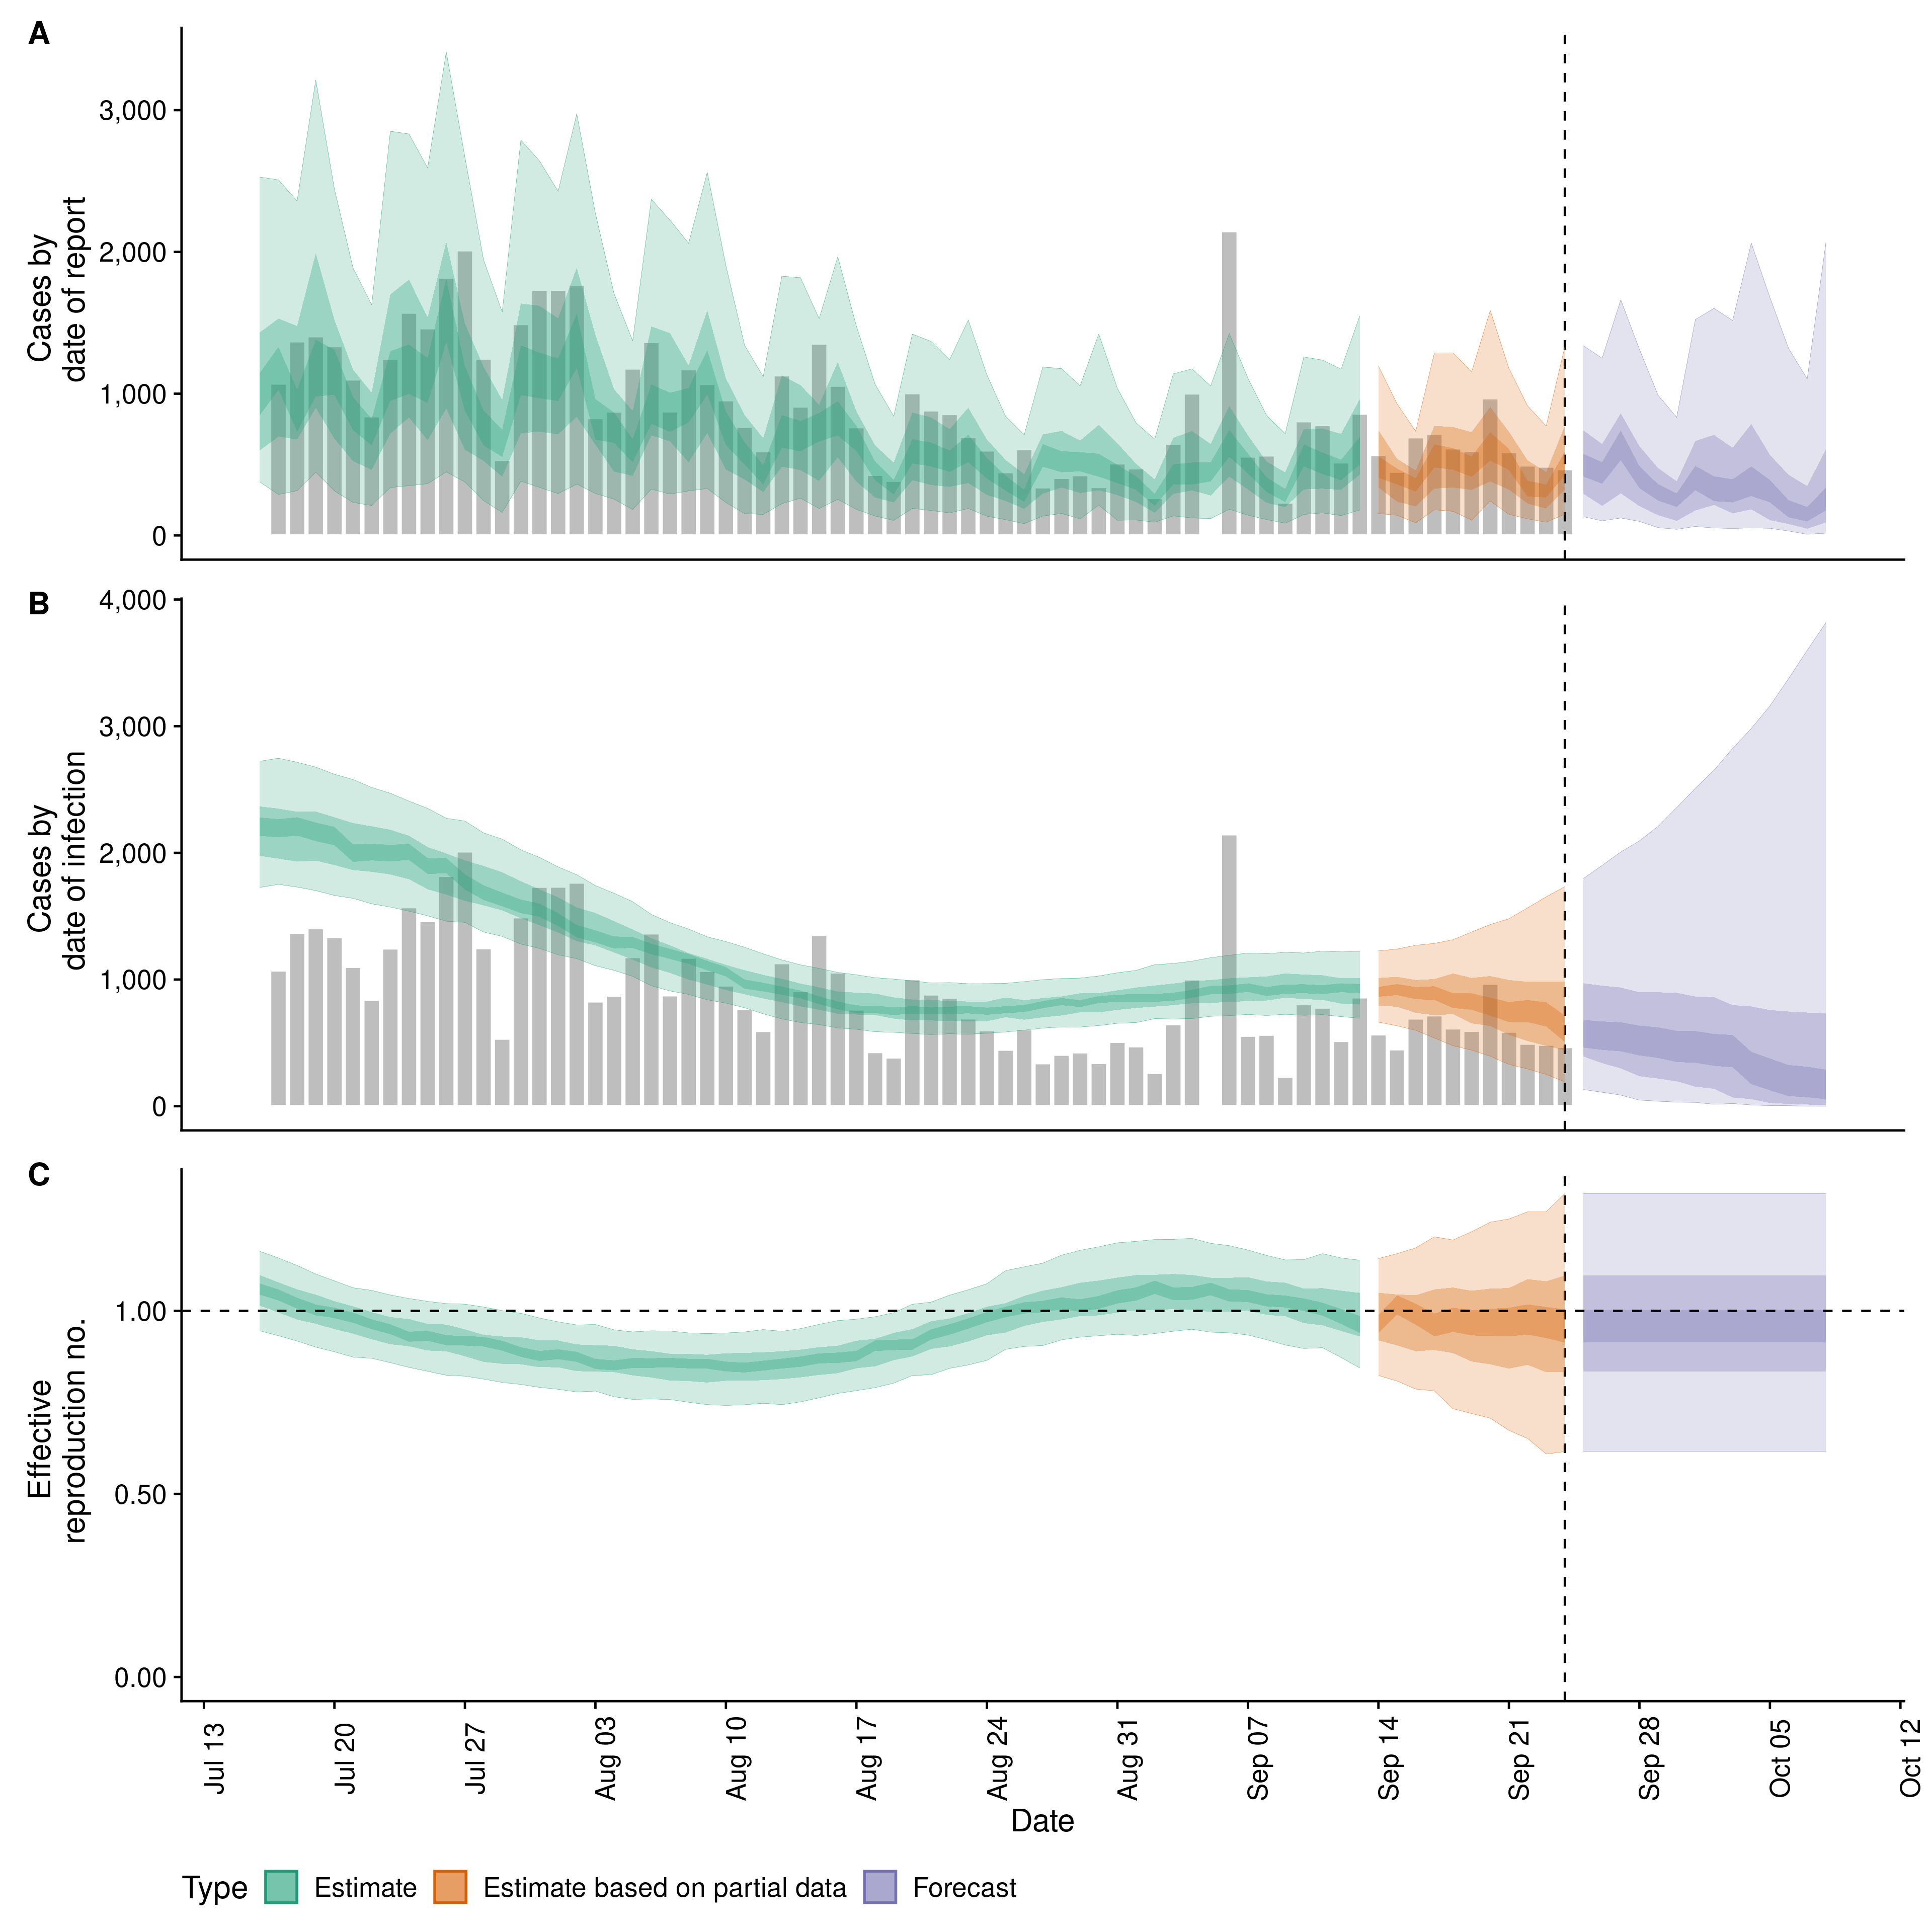 A
Cases by
date of report
3,000
2,000
1,000
0
B
Cases by
date of infection
4,000
3,000
2,000
1,000
0
C
Effective
reproduction no.
1.00
0.50
0.00
Jul 13
Jul 20
Jul 27
Aug 03
Aug 10
Aug 17
Aug 24
Aug 31
Sep 07
Sep 14
Sep 21
Sep 28
Oct 05
Oct 12
Date
Type Estimate Estimate based on partial data Forecast